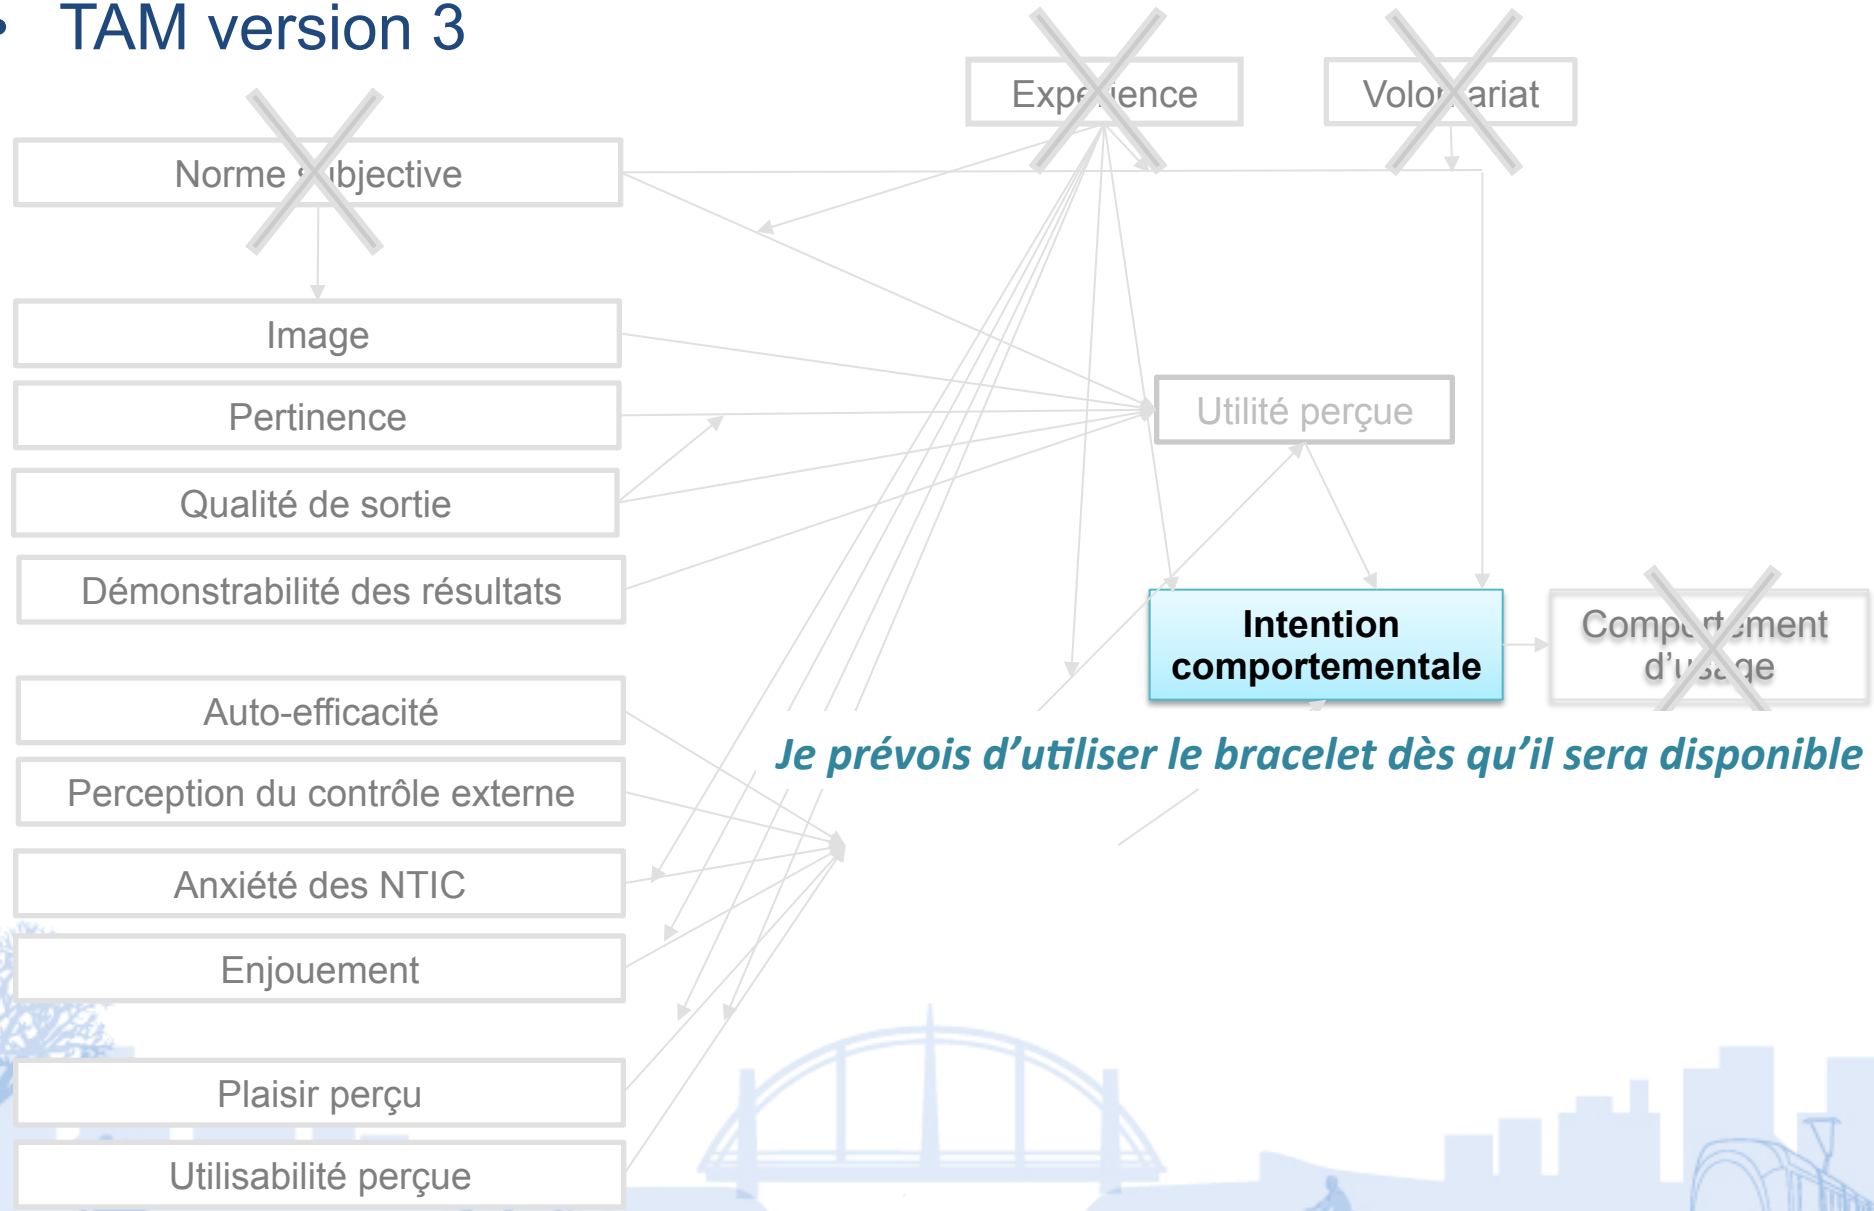 • TAM version 3
Expérience
Volontariat
Norme subjective
Image
Pertinence
Utilité perçue
Qualité de sortie
Démonstrabilité des résultats
Intention
comportementale
Comportement
d’usage
Auto-efficacité
Je prévois d’utiliser le bracelet dès qu’il sera disponible
Perception du contrôle externe
Anxiété des NTIC
Enjouement
Plaisir perçu
Utilisabilité perçue